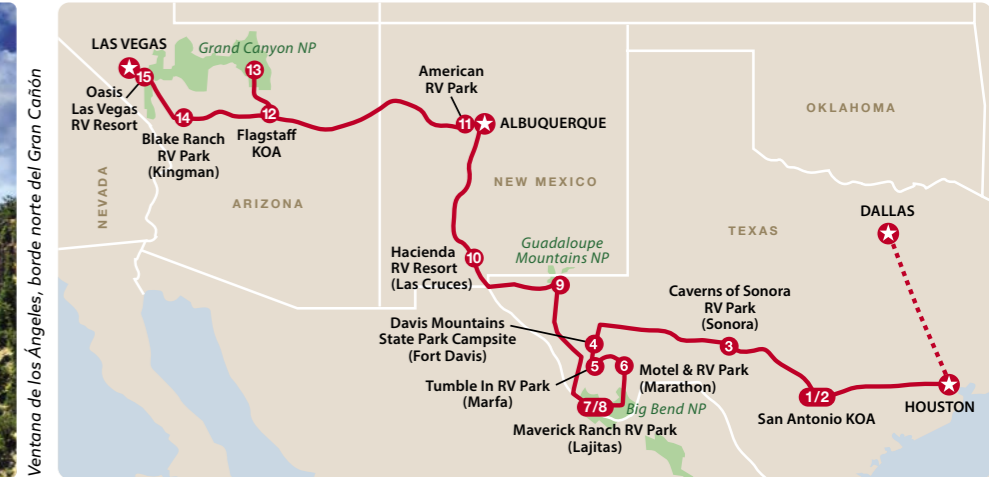 Ventana de los Ángeles, borde norte del Gran Cañón
LAS VEGAS
Grand Canyon NP
15
13
Oasis
Las Vegas
RV Resort
14
Blake Ranch
RV Park
(Kingman)
12
Flagstaff
KOA
American
RV Park
11
ALBUQUERQUE
OKLAHOMA
NEVADA
ARIZONA
NEW MEXICO
TEXAS
DALLAS
Hacienda
RV Resort
(Las Cruces)
10
Guadaloupe
Mountains NP
9
Davis Mountains
State Park Campsite
(Fort Davis)
4
Caverns of Sonora
RV Park
(Sonora)
3
5
6
Tumble In RV Park
(Marfa)
Motel & RV Park
(Marathon)
7/8
Big Bend NP
Maverick Ranch RV Park
(Lajitas)
1/2
San Antonio KOA
HOUSTON